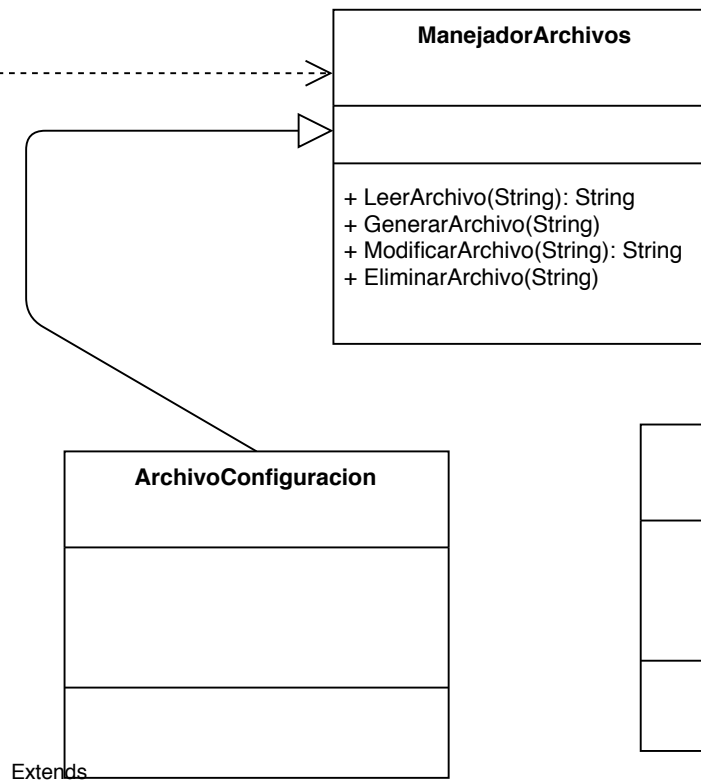 ManejadorArchivos
+ LeerArchivo(String): String
+ GenerarArchivo(String)
+ ModificarArchivo(String): String
+ EliminarArchivo(String)
ArchivoConfiguracion
Extends